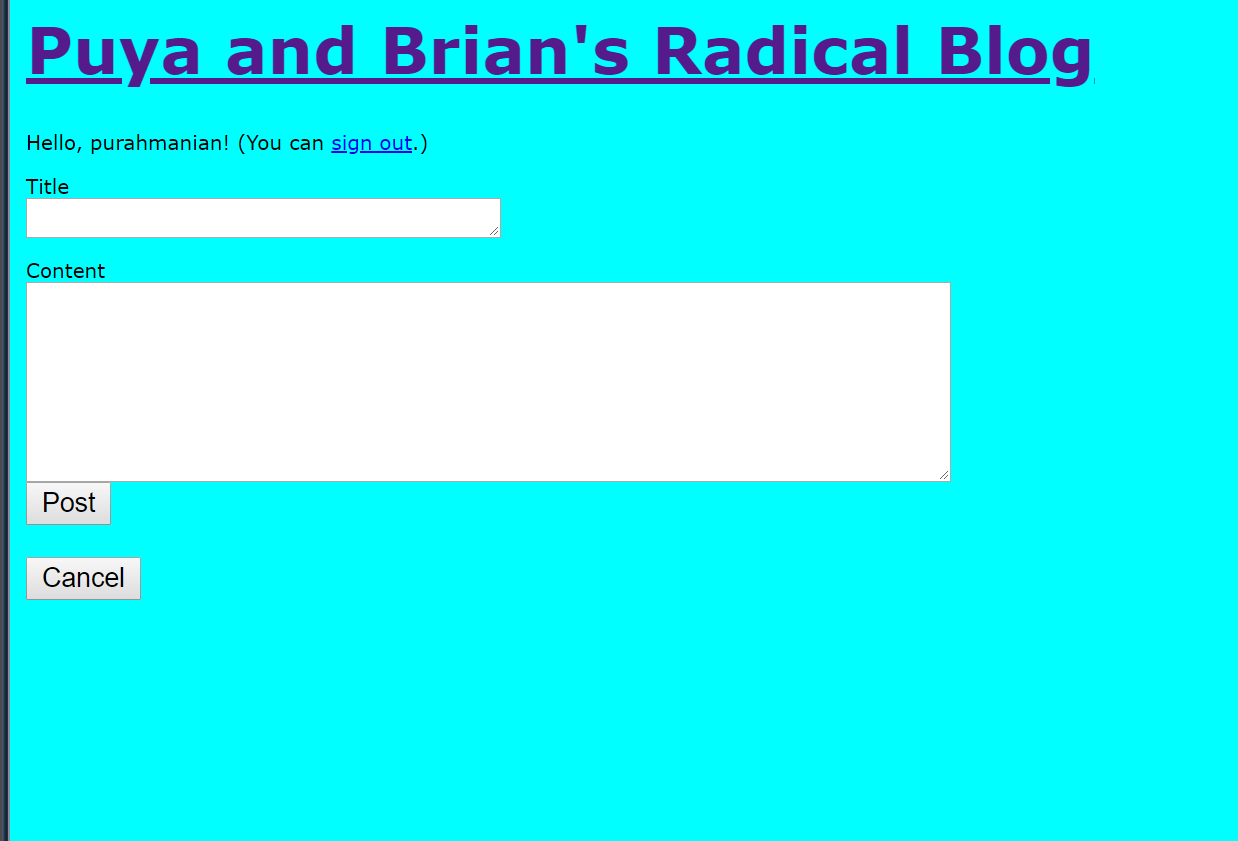 Puya and Brian's Radical Blog
Hello, purahmanian! (You can sign out.)
Title
Content
Post
Cancel